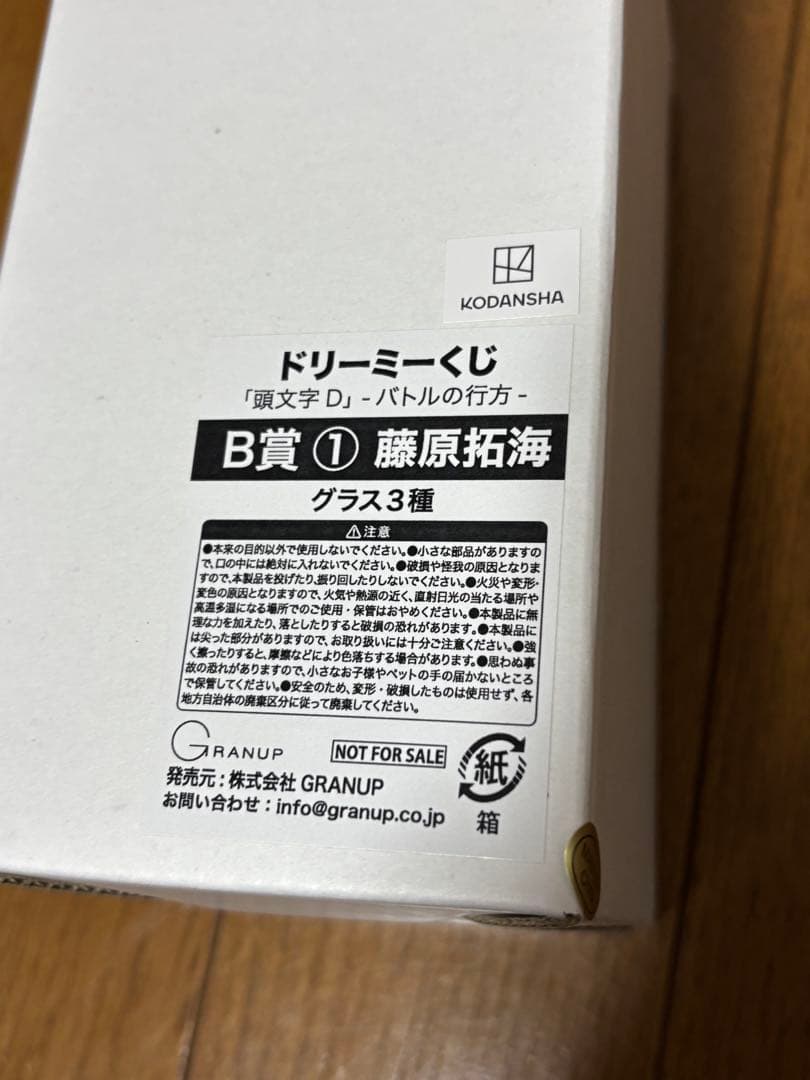 KODANSHA
ドリーミーくじ
「頭文字D」-バトルの行方-
B賞 ① 藤原拓海
グラス3種
⚠注意
●本来の目的以外で使用しないでください。●小さな部品がありますの
で、口の中には絶対に入れないでください。●破損や怪我の原因となりま
すので、本製品を投げたり、振り回したりしないでください。●火災や変形・
変色の原因となりますので、火気や熱源の近く、直射日光の当たる場所や
高温多湿になる場所でのご使用・保管はおやめください。●本製品に無
理な力を加えたり、落としたりすると破損の恐れがあります。●本製品に
は尖った部分がありますので、お取り扱いには十分ご注意ください。●強
く擦ったりすると、摩擦などにより色落ちする場合があります。●思わぬ事
故の恐れがありますので、小さなお子様やペットの手の届かないところ
で保管してください。●安全のため、変形・破損したものは使用せず、各
地方自治体の廃棄区分に従って廃棄してください。
GRANUP
NOT FOR SALE
発売元：株式会社 GRANUP
お問い合わせ：info@granup.co.jp
紙
箱